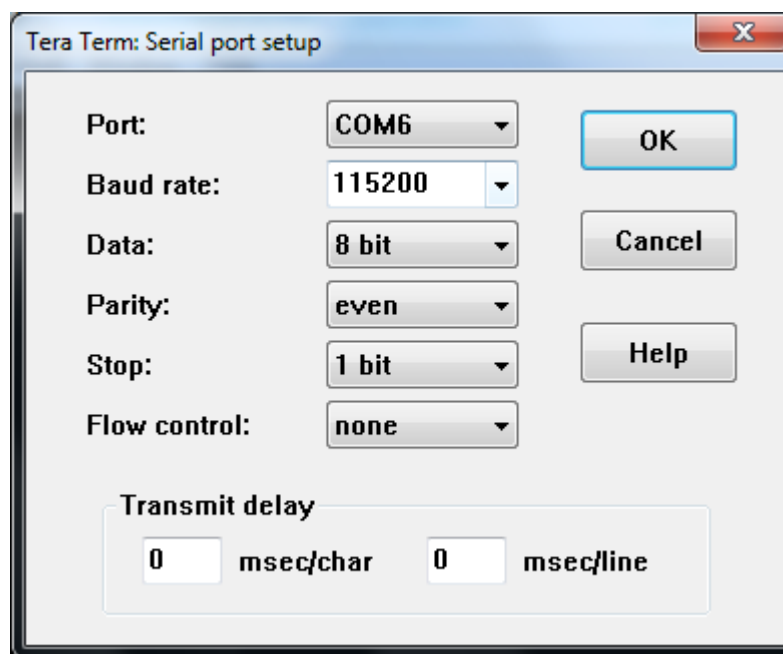 Tera Term: Serial port setup
Port: COM6 OK
Baud rate: 115200
Data: 8 bit Cancel
Parity: even
Stop: 1 bit Help
Flow control: none
Transmit delay
0 msec/char 0 msec/line